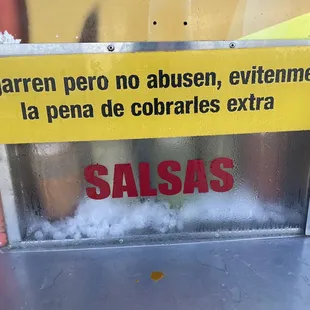 garren pero no abusen, evitenme
la pena de cobrarles extra
SALSAS